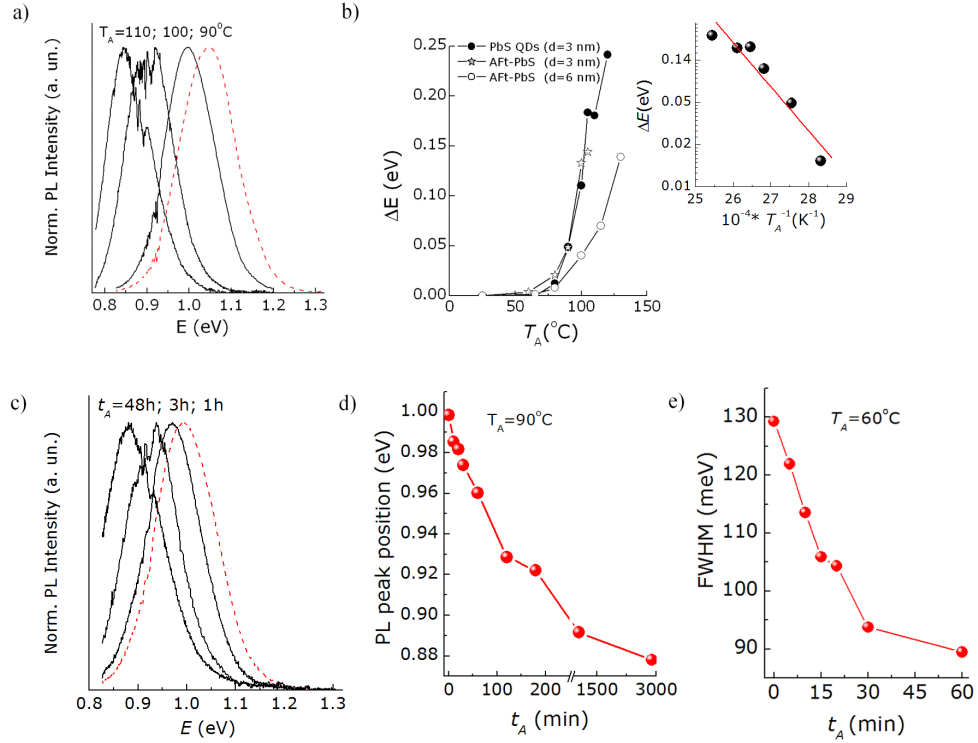 a)
T_A=110; 100; 90°C
Norm. PL Intensity (a. un.)
0.8 0.9 1.0 1.1 1.2 1.3
E (eV)
b)
PbS QDs (d=3 nm)
AFt-PbS (d=3 nm)
AFt-PbS (d=6 nm)
ΔE (eV)
0.25
0.20
0.15
0.10
0.05
0.00
0 50 100 150
T_A(°C)
ΔE(eV)
0.14
0.05
0.02
0.01
25 26 27 28 29
10⁻⁴* T_A⁻¹(K⁻¹)
c)
t_A=48h; 3h; 1h
Norm. PL Intensity (a. un.)
0.8 0.9 1.0 1.1 1.2 1.3
E (eV)
d)
T_A=90°C
PL peak position (eV)
1.00
0.98
0.96
0.94
0.92
0.90
0.88
0 100 200 1500 3000
t_A (min)
e)
T_A=60°C
FWHM (meV)
130
120
110
100
90
0 15 30 45 60
t_A (min)